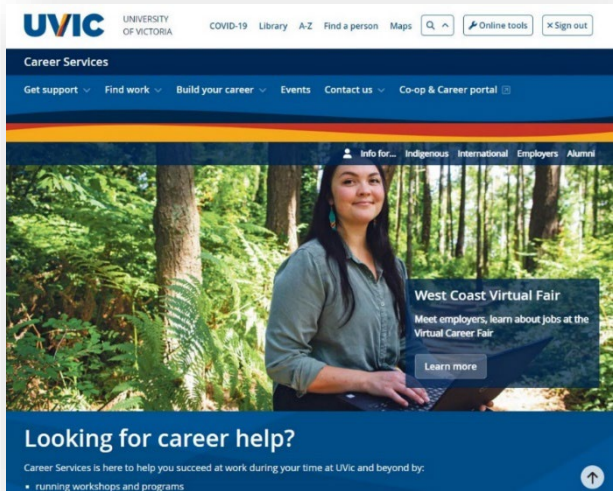 UVIC UNIVERSITY
OF VICTORIA
COVID-19 Library A-Z Find a person Maps Online tools Sign out
Career Services
Get support Find work Build your career Events Contact us Co-op & Career portal
Info for... Indigenous International Employers Alumni
West Coast Virtual Fair
Meet employers, learn about jobs at the
Virtual Career Fair
Learn more
Looking for career help?
Career Services is here to help you succeed at work during your time at UVic and beyond by:
• running workshops and programs